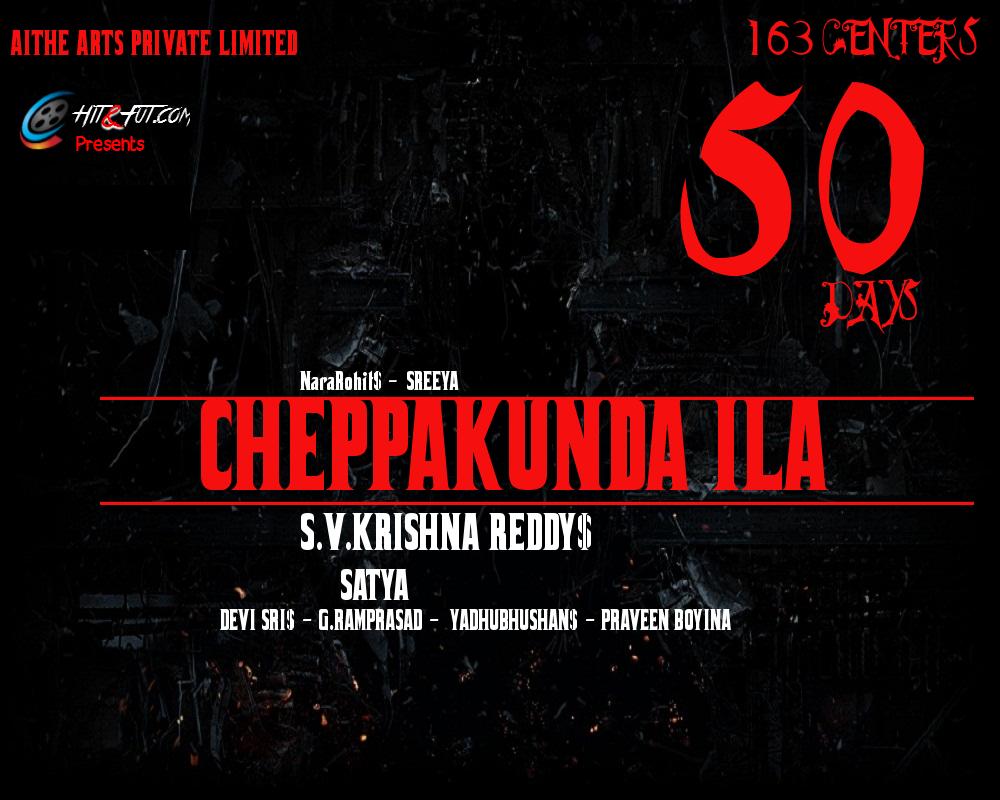 AITHE ARTS PRIVATE LIMITED
163 CENTERS
HIT&FUT.COM
Presents
50
DAYS
NaraRohit$ - SREEYA
CHEPPAKUNDA ILA
S.V.KRISHNA REDDY$
SATYA
DEVI SRI$ - G.RAMPRASAD - YADHUBHUSHAN$ - PRAVEEN BOYINA